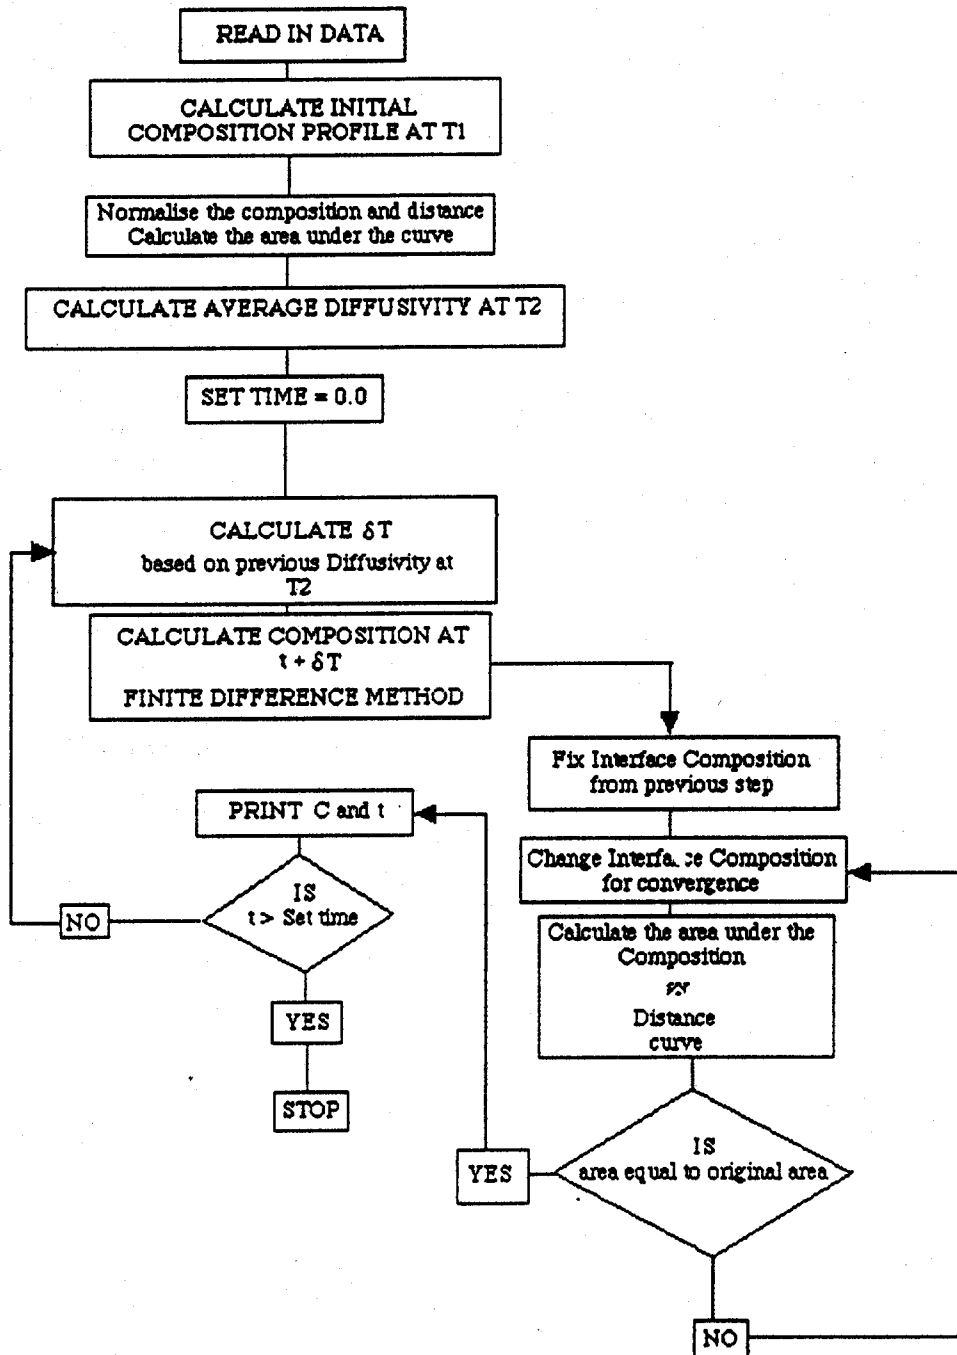 READ IN DATA
CALCULATE INITIAL
COMPOSITION PROFILE AT T1
Normalise the composition and distance
Calculate the area under the curve
CALCULATE AVERAGE DIFFUSIVITY AT T2
SET TIME = 0.0
CALCULATE δT
based on previous Diffusivity at
T2
CALCULATE COMPOSITION AT
t + δT
FINITE DIFFERENCE METHOD
Fix Interface Composition
from previous step
Change Composition
for convergence
Calculate the area under the
Composition
Distance
curve
IS
area equal to original area
YES
NO
PRINT C and t
IS
t > Set time
NO
YES
STOP